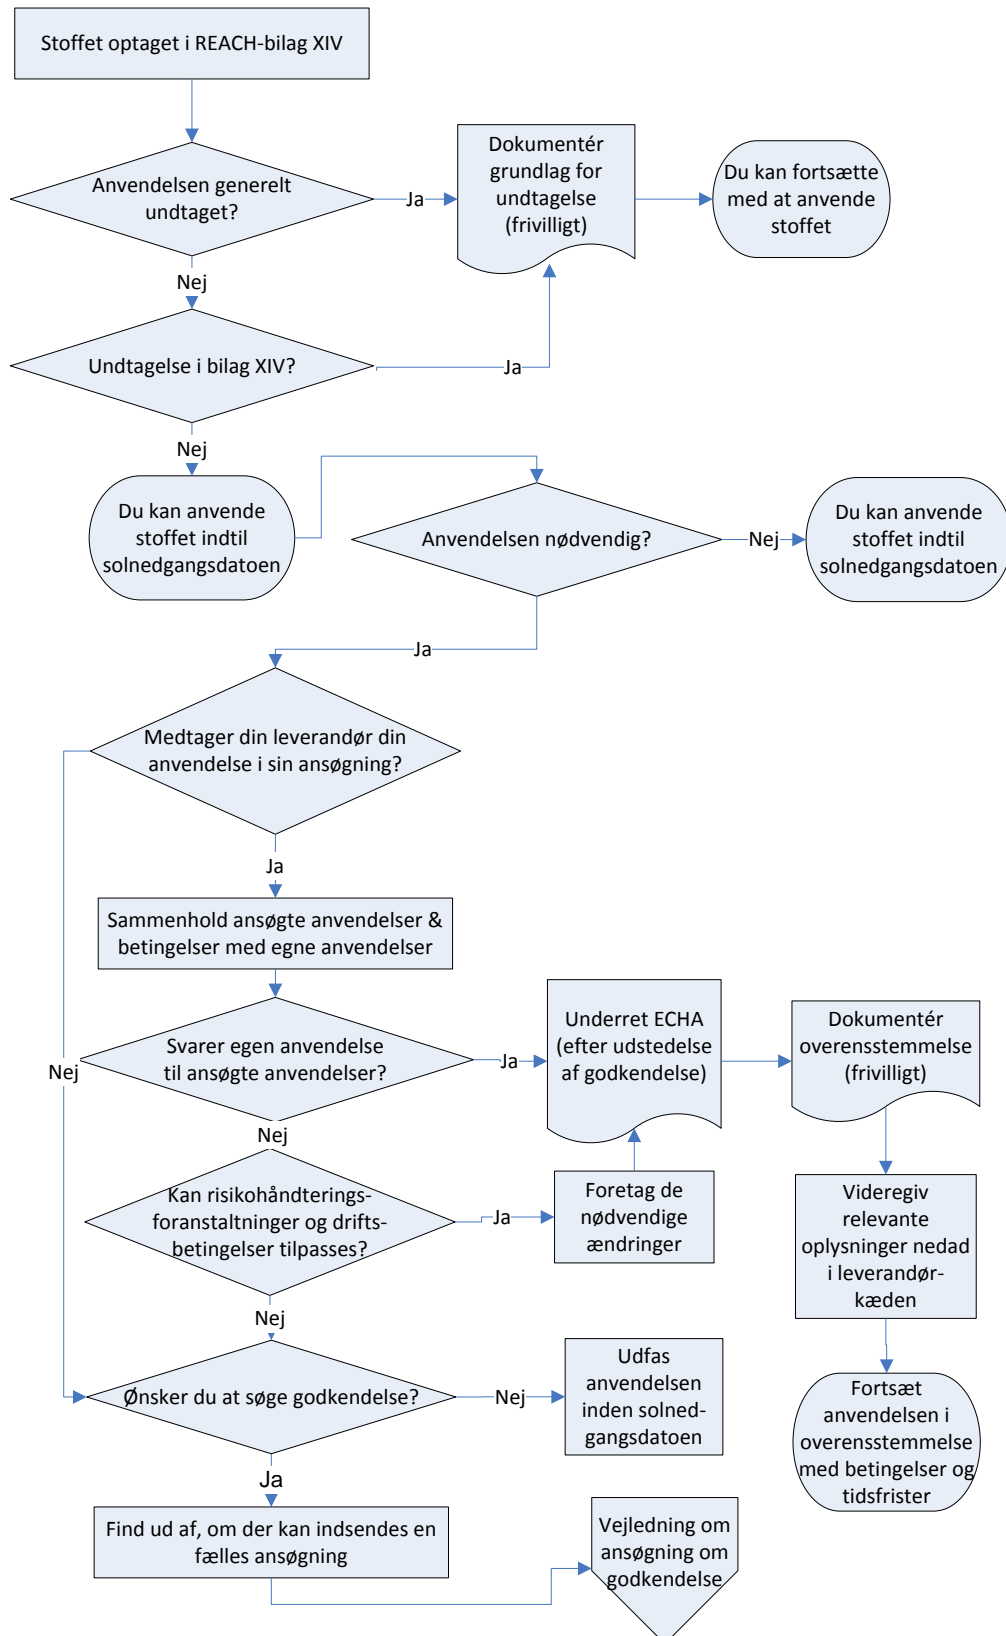 Stoffet optaget i REACH-bilag XIV
Anvendelsen generelt
undtaget?
Ja
Dokumentér
grundlag for
undtagelse
(frivilligt)
Du kan fortsætte
med at anvende
stoffet
Nej
Undtagelse i bilag XIV?
Ja
Nej
Du kan anvende
stoffet indtil
solnedgangsdatoen
Anvendelsen nødvendig?
Nej
Du kan anvende
stoffet indtil
solnedgangsdatoen
Ja
Medtager din leverandør din
anvendelse i sin ansøgning?
Ja
Sammenhold ansøgte anvendelser &
betingelser med egne anvendelser
Nej
Svarer egen anvendelse
til ansøgte anvendelser?
Ja
Underret ECHA
(efter udstedelse
af godkendelse)
Dokumentér
overensstemmelse
(frivilligt)
Nej
Kan risikohåndterings-
foranstaltninger og drifts-
betingelser tilpasses?
Ja
Foretag de
nødvendige
ændringer
Videregiv
relevante
oplysninger nedad
i leverandør-
kæden
Nej
Ønsker du at søge godkendelse?
Nej
Udfas
anvendelsen
inden solned-
gangsdatoen
Fortsæt
anvendelsen i
overensstemmelse
med betingelser og
tidsfrister
Ja
Find ud af, om der kan indsendes en
fælles ansøgning
Vejledning om
ansøgning om
godkendelse